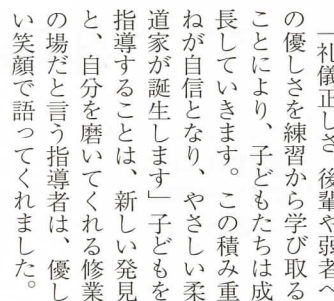 「礼儀正しさ、後輩や弱者へ
の優しさを練習から学び取る
ことにより、子どもたちは成
長していきます。この積み重
ねが自信となり、やさしい柔
道家が誕生します」子どもを
指導することは、新しい発見
と、自分を磨いてくれる修業
の場だと言う指導者は、優し
い笑顔で語ってくれました。